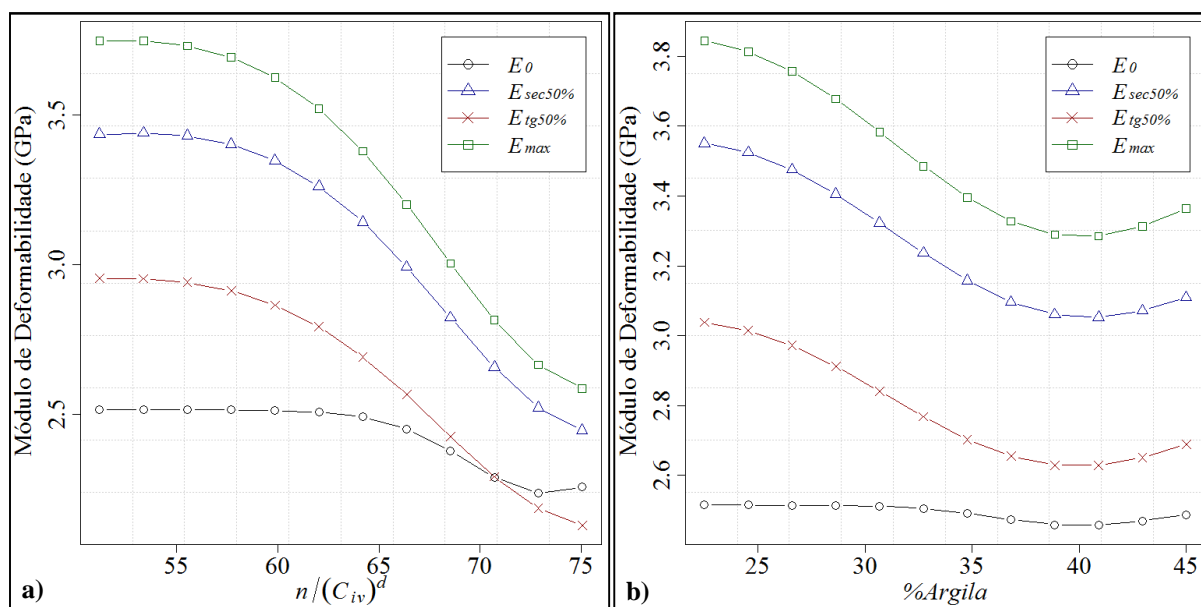 Módulo de Deformabilidade (GPa)
3.5
3.0
2.5
E0
Esec50%
Etg50%
Emax
55 60 65 70 75
a)
n/(Civ)^d
Módulo de Deformabilidade (GPa)
3.8
3.6
3.4
3.2
3.0
2.8
2.6
E0
Esec50%
Etg50%
Emax
25 30 35 40 45
b)
%Argila